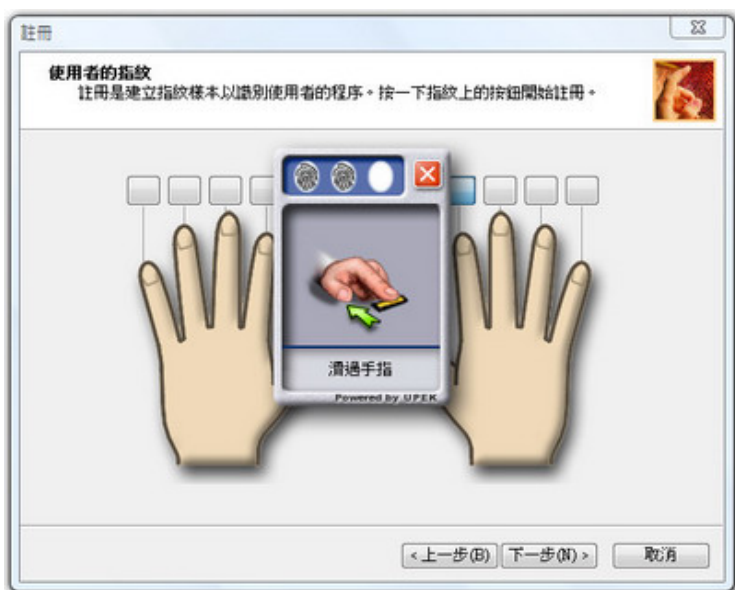 註冊
使用者的指紋
註冊是建立指紋樣本以識別使用者的程序。按一下指紋上的按鈕開始註冊。
滑過手指
Powered by UPEK
<上一步(B)
下一步(N)>
取消